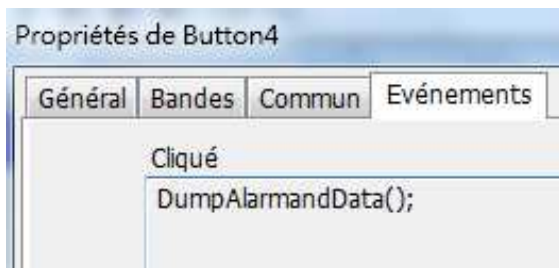 Propriétés de Button4
Général Bandes Commun Evénements
Cliqué
DumpAlarmandData();